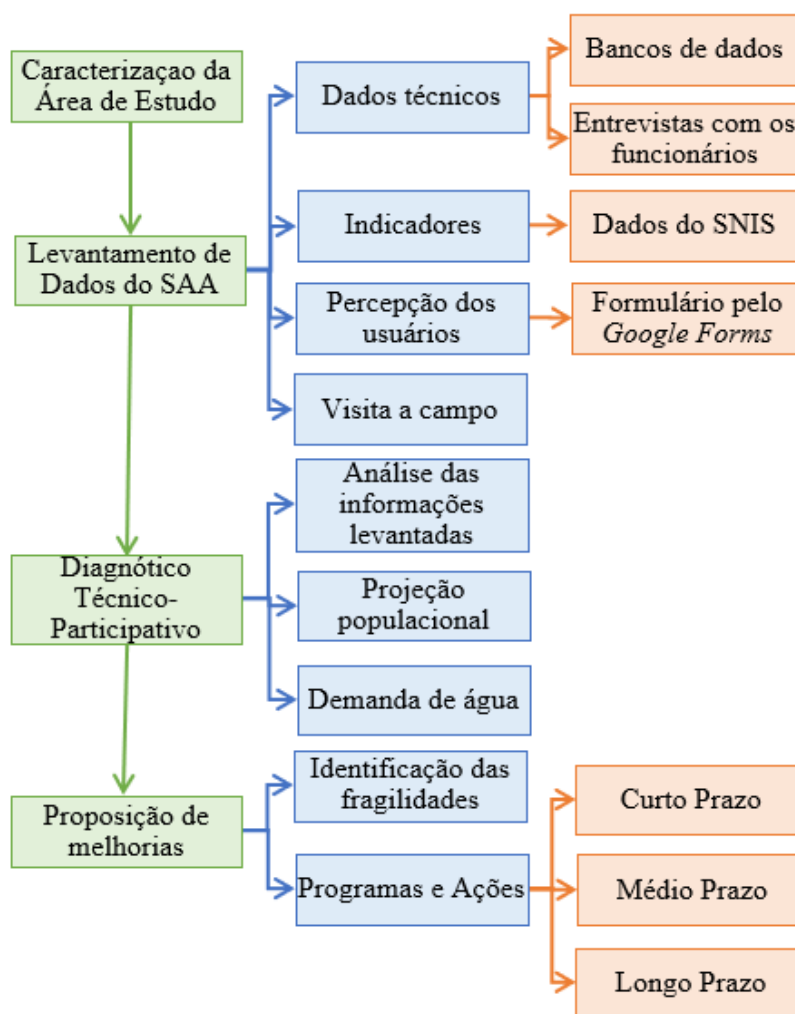 Caracterizaçao da
Área de Estudo
Levantamento de
Dados do SAA
Dados técnicos
Bancos de dados
Entrevistas com os
funcionários
Indicadores
Dados do SNIS
Percepção dos
usuários
Formulário pelo
Google Forms
Visita a campo
Diagnótico
Técnico-
Participativo
Análise das
informações
levantadas
Projeção
populacional
Demanda de água
Proposição de
melhorias
Identificação das
fragilidades
Programas e Ações
Curto Prazo
Médio Prazo
Longo Prazo